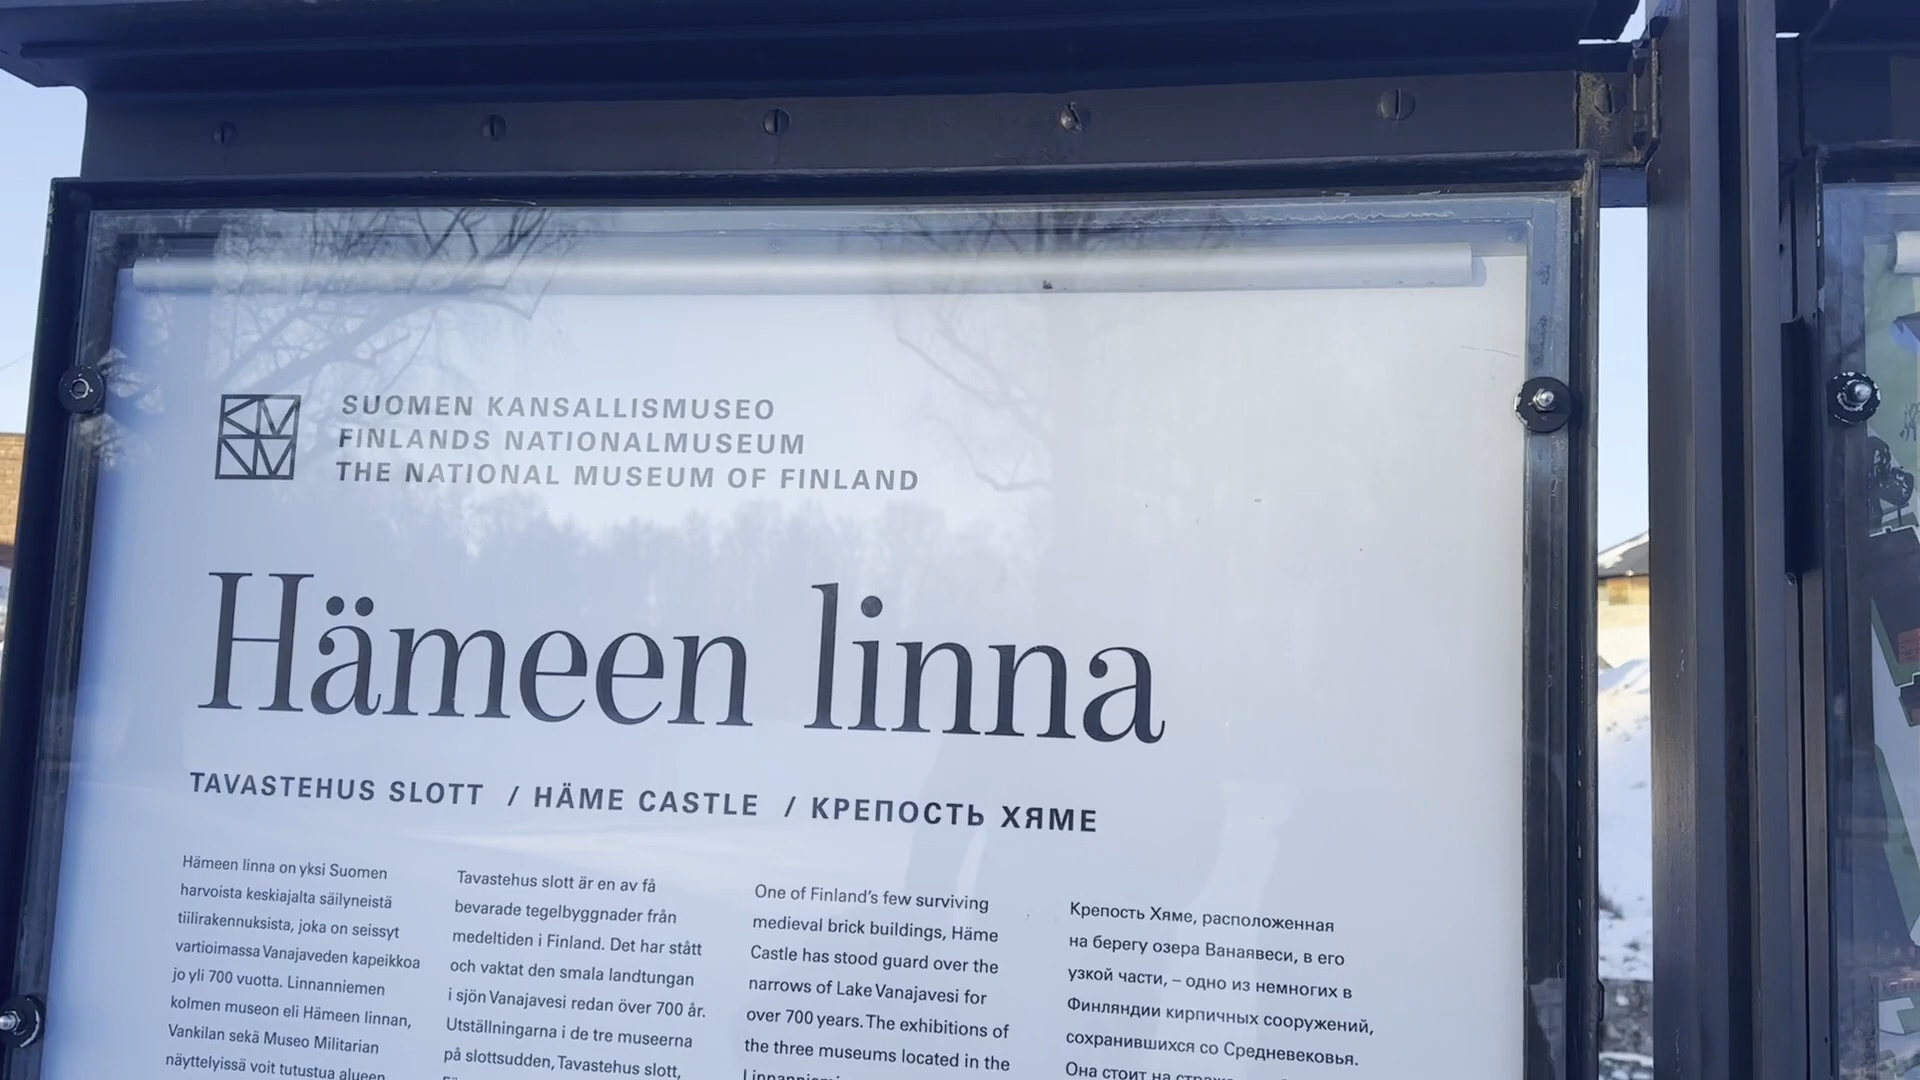 SUOMEN KANSALLISMUSEO
FINLANDS NATIONALMUSEUM
THE NATIONAL MUSEUM OF FINLAND
Hämeen linna
TAVASTEHUS SLOTT / HÄME CASTLE / КРЕПОСТЬ ХЯМЕ
Hämeen linna on yksi Suomen
harvoista keskiajalta säilyneistä
tiilirakennuksista, joka on seissyt
vartioimassa Vanajaveden kapeikkoa
jo yli 700 vuotta. Linnanniemen
kolmen museon eli Hämeen linnan,
Vankilan sekä Museo Militarian
näyttelyissä voit tutustua alueen
Tavastehus slott är en av få
bevarade tegelbyggnader från
medeltiden i Finland. Det har stått
och vaktat den smala landtungan
i sjön Vanajavesi redan över 700 år.
Utställningarna i de tre museerna
på slottsudden, Tavastehus slott,
One of Finland's few surviving
medieval brick buildings, Häme
Castle has stood guard over the
narrows of Lake Vanajavesi for
over 700 years. The exhibitions of
the three museums located in the
Крепость Хяме, расположенная
на берегу озера Ванаявеси, в его
узкой части, – одно из немногих в
Финляндии кирпичных сооружений,
сохранившихся со Средневековья.
Она стоит на